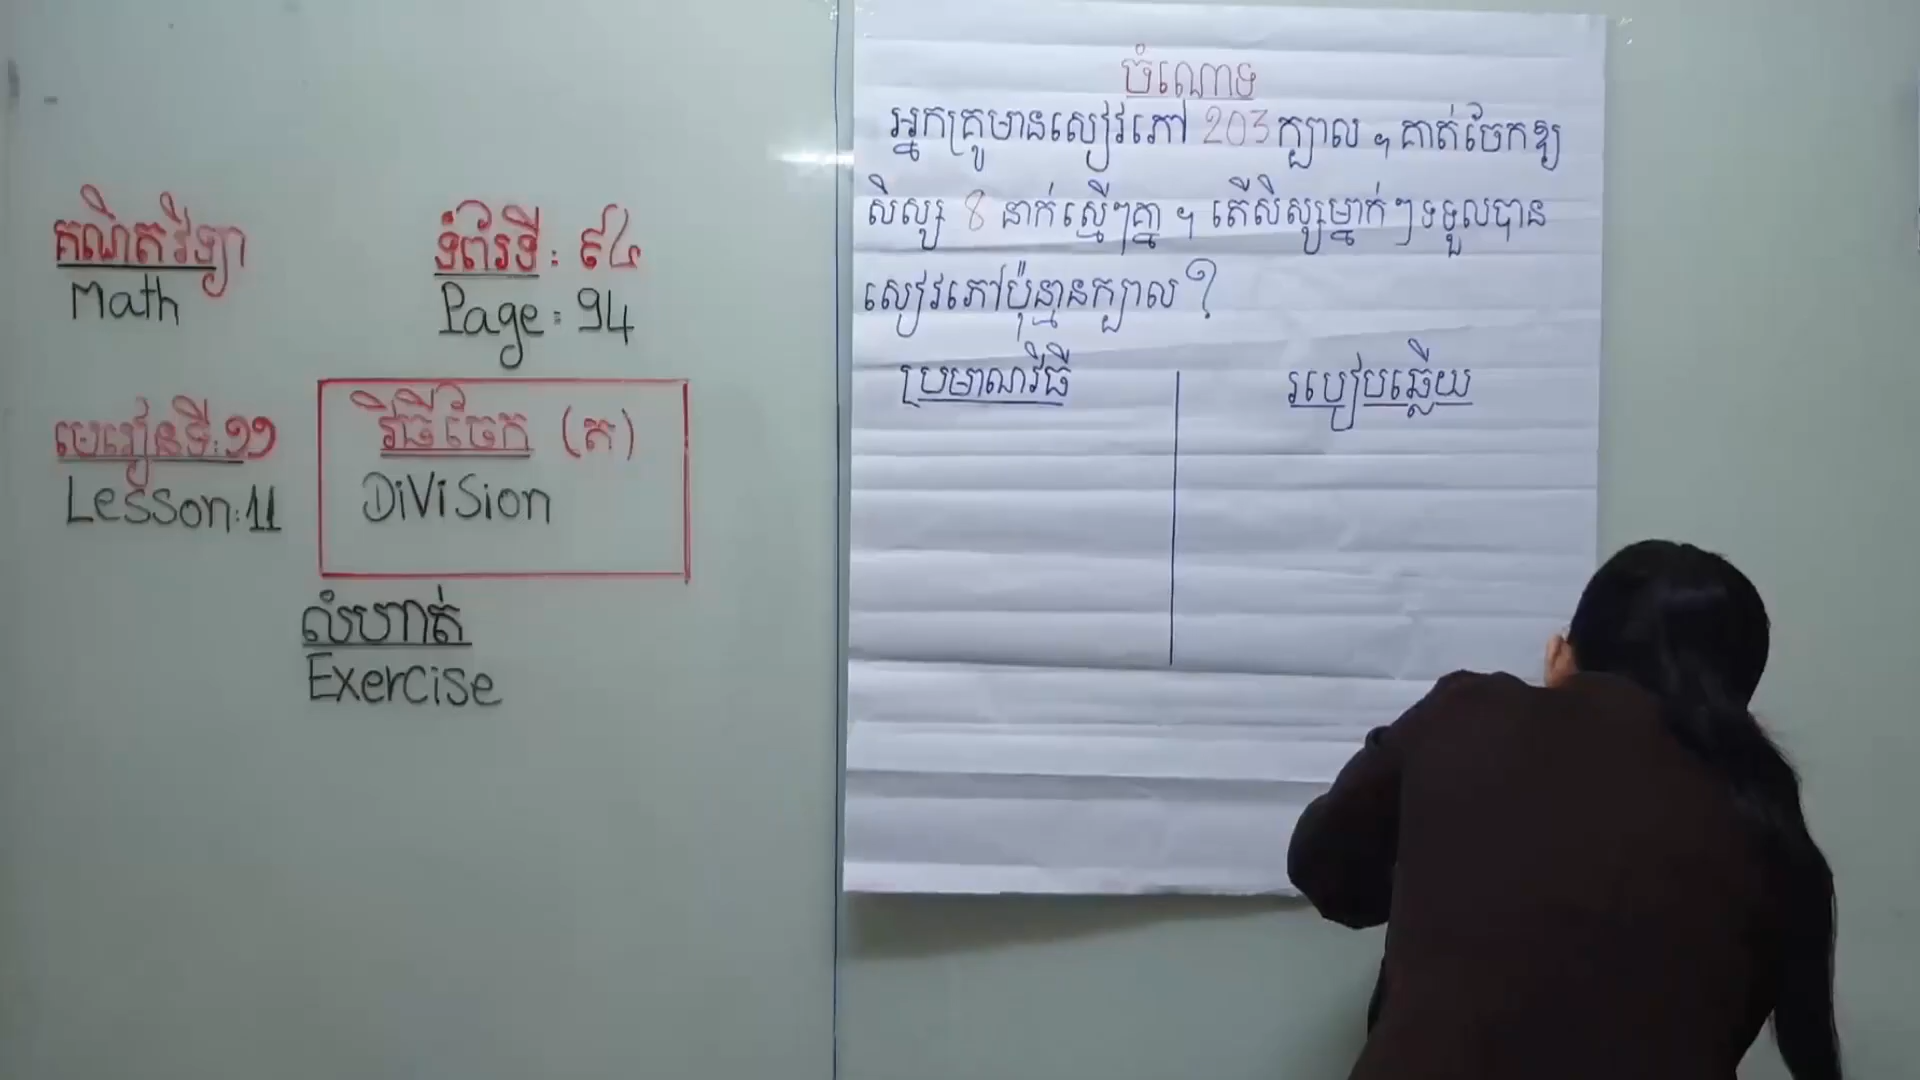 គណិតវិទ្យា
Math
ទំព័រទី : ៩៤
Page : 94
មេរៀនទី:១១
Lesson:11
វិធីចែក (ត)
DiViSion
លំហាត់
Exercise
ចំណោទ
អ្នកគ្រូមានសៀវភៅ 203 ក្បាល ។ គាត់ចែកឱ្យ
សិស្ស 8 នាក់ស្មើៗគ្នា ។ តើសិស្សម្នាក់ៗទទួលបាន
សៀវភៅប៉ុន្មានក្បាល ?
ប្រមាណវិធី
របៀបឆ្លើយ